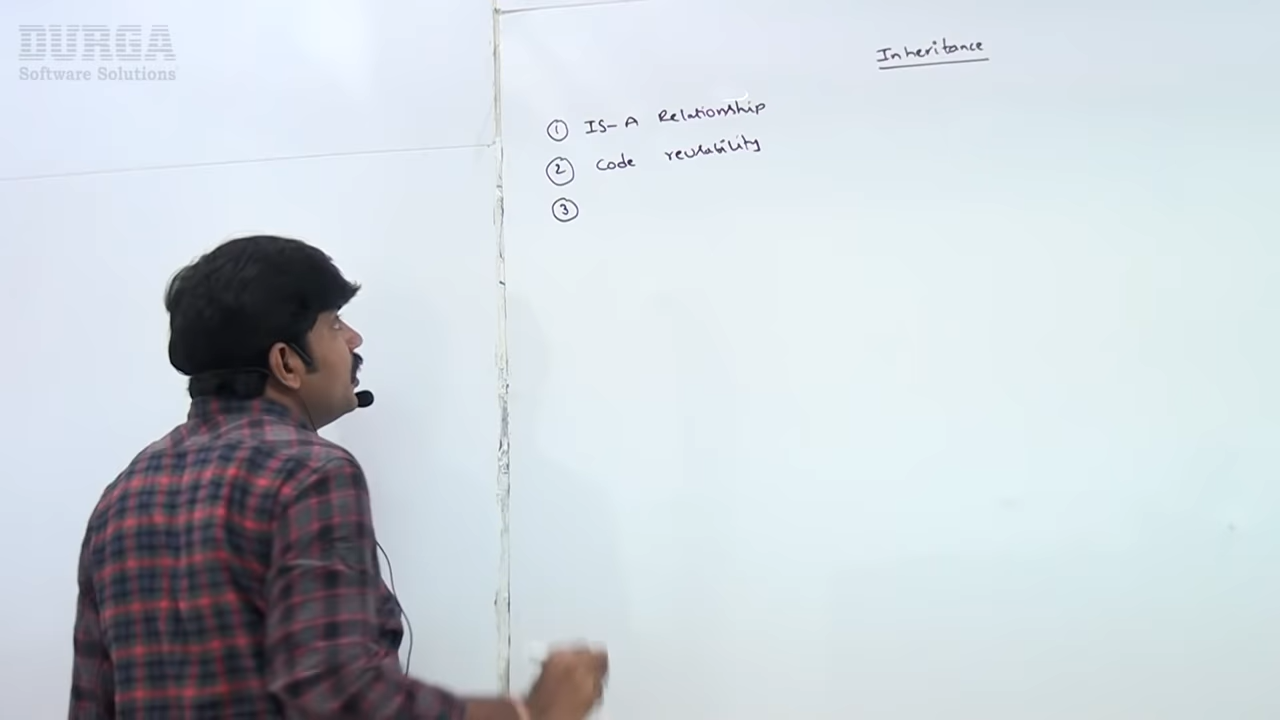 DURGA
Software Solutions
Inheritance
① IS-A Relationship
② Code reusability
③